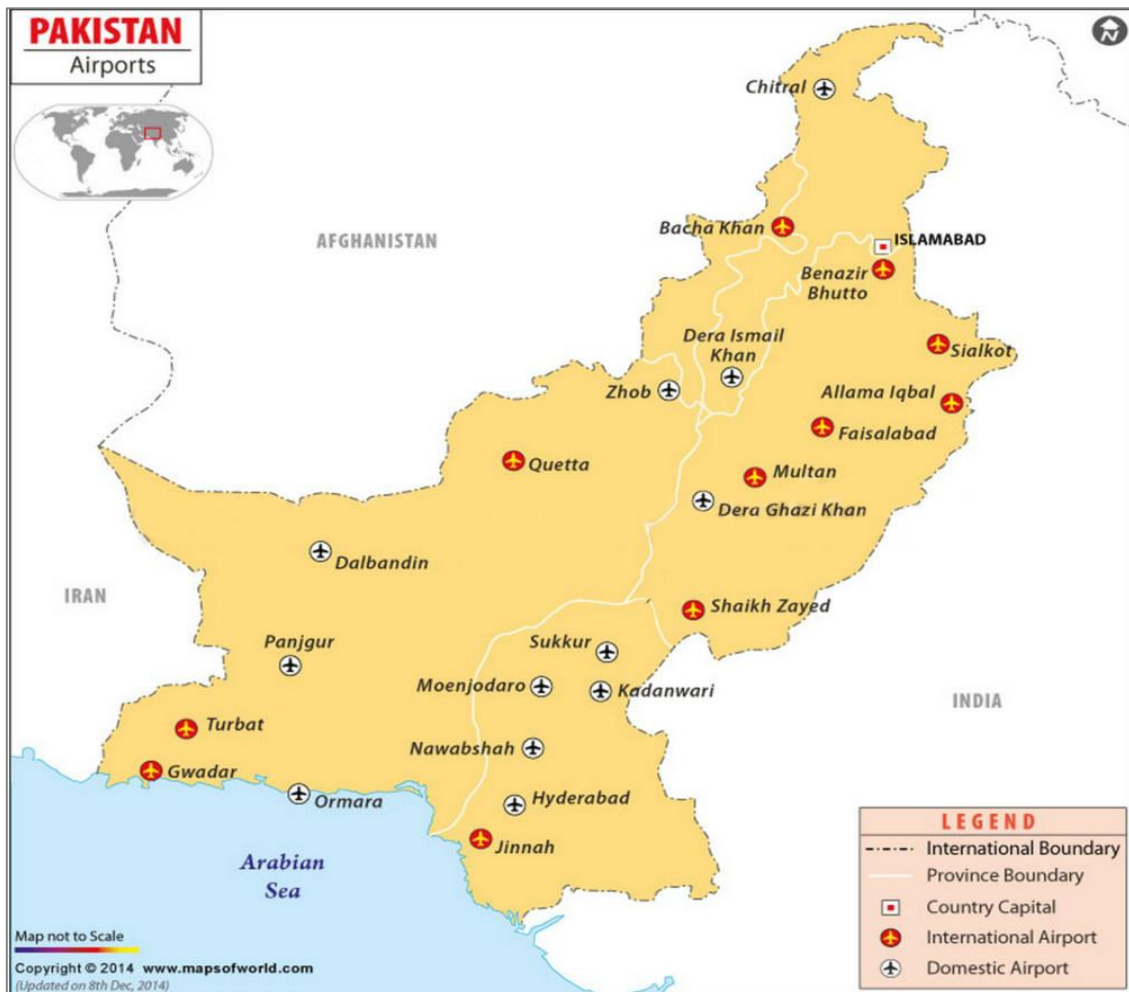 PAKISTAN
Airports
N
Chitral
AFGHANISTAN
Bacha Khan
ISLAMABAD
Benazir
Bhutto
Dera Ismail
Khan
Sialkot
Zhob
Allama Iqbal
Faisalabad
Quetta
Multan
Dera Ghazi Khan
Dalbandin
IRAN
Shaikh Zayed
Panjgur
Sukkur
Moenjodaro
Kadanwari
INDIA
Turbat
Nawabshah
Gwadar
Ormara
Hyderabad
Jinnah
Arabian
Sea
LEGEND
International Boundary
Province Boundary
Country Capital
International Airport
Domestic Airport
Map not to Scale
Copyright © 2014 www.mapsofworld.com
(Updated on 8th Dec, 2014)